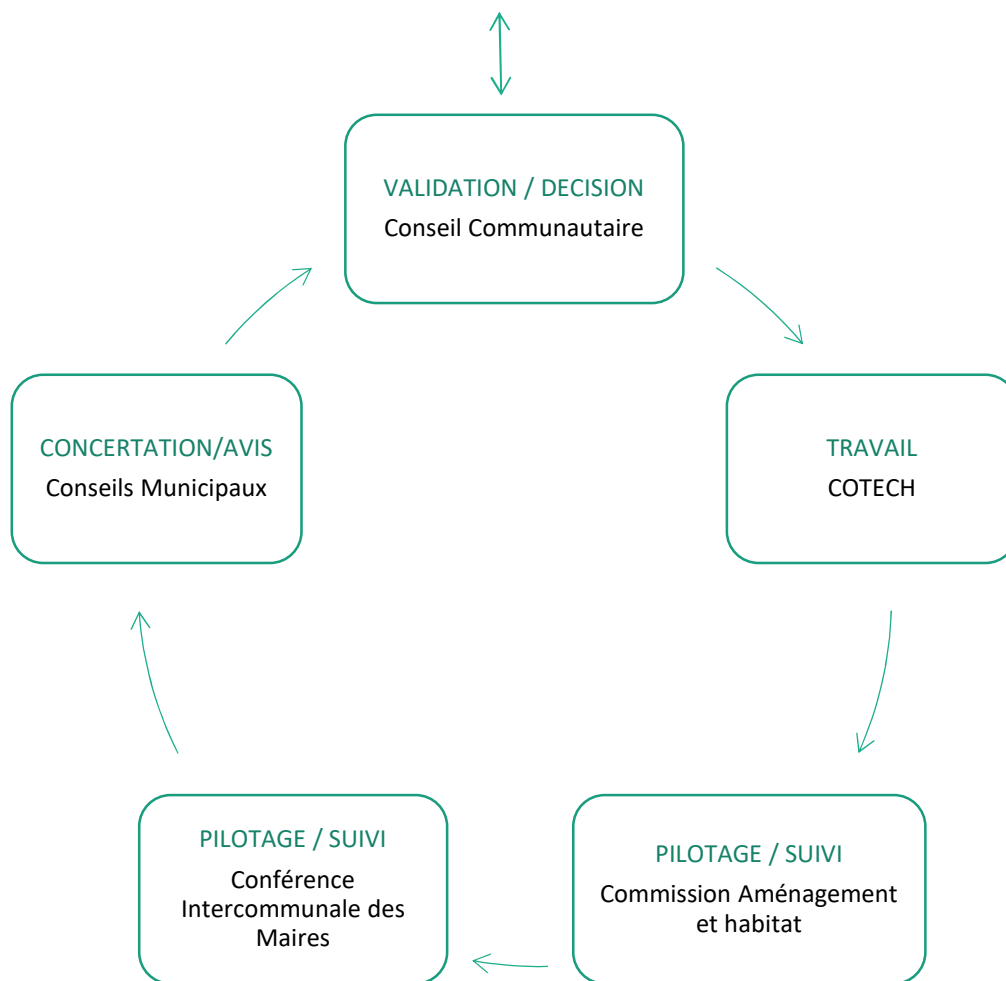 VALIDATION / DECISION
Conseil Communautaire
CONCERTATION/AVIS
Conseils Municipaux
TRAVAIL
COTECH
PILOTAGE / SUIVI
Conférence
Intercommunale des
Maires
PILOTAGE / SUIVI
Commission Aménagement
et habitat